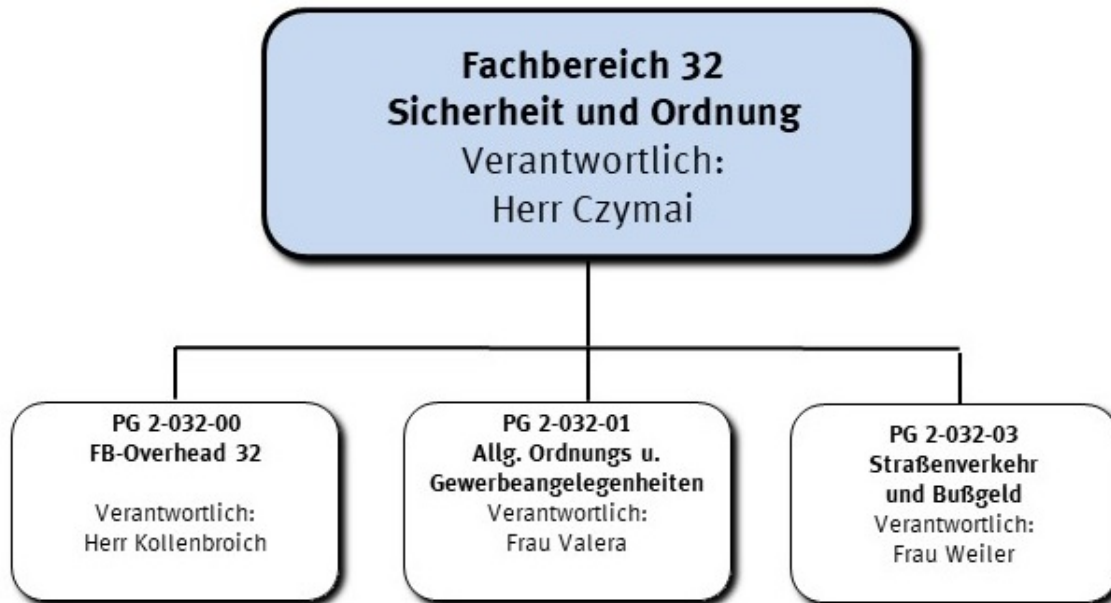 Fachbereich 32
Sicherheit und Ordnung
Verantwortlich:
Herr Czymai
PG 2-032-00
FB-Overhead 32
Verantwortlich:
Herr Kollenbroich
PG 2-032-01
Allg. Ordnungs u.
Gewerbeangelegenheiten
Verantwortlich:
Frau Valera
PG 2-032-03
Straßenverkehr
und Bußgeld
Verantwortlich:
Frau Weiler